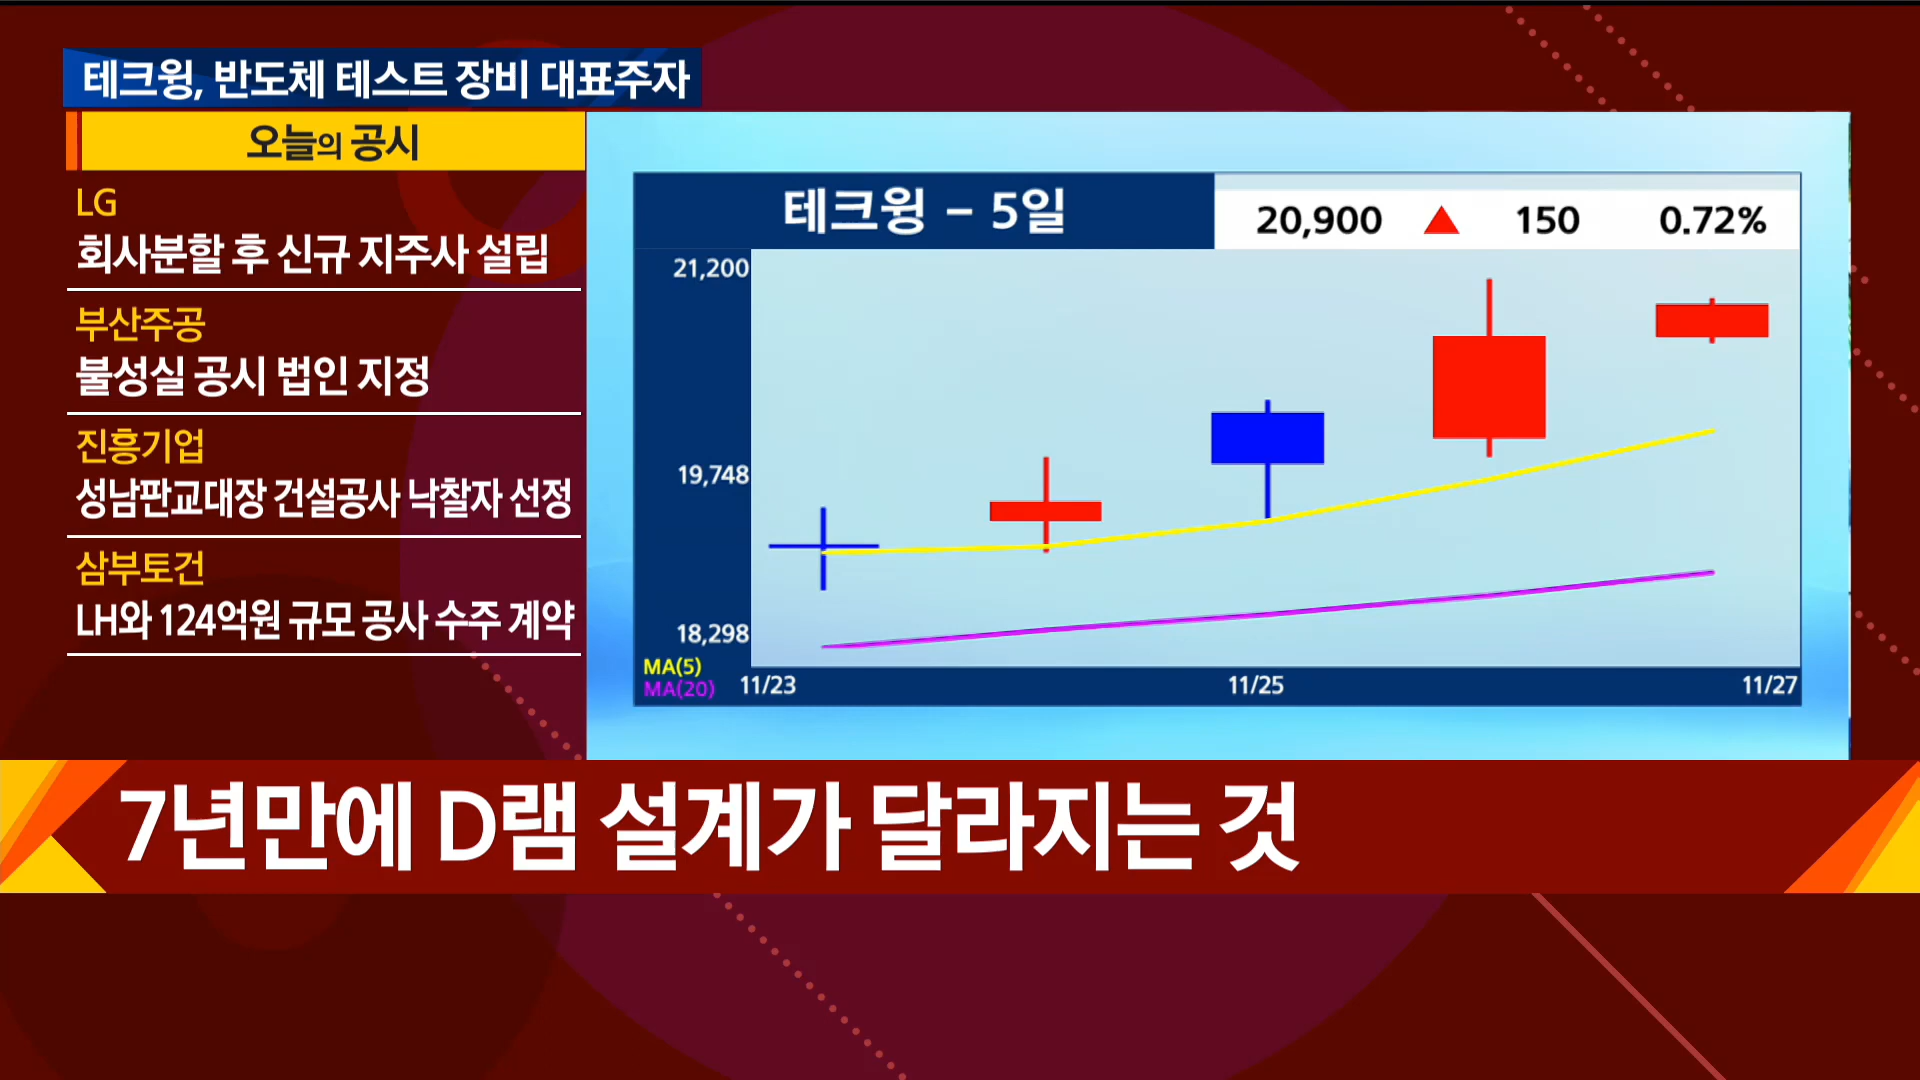 테크윙, 반도체 테스트 장비 대표주자
오늘의 공시
LG
회사분할 후 신규 지주사 설립
부산주공
불성실 공시 법인 지정
진흥기업
성남판교대장 건설공사 낙찰자 선정
삼부토건
LH와 124억원 규모 공사 수주 계약
테크윙 - 5일
20,900 ▲ 150 0.72%
21,200
19,748
18,298
MA(5)
MA(20)
11/23 11/25 11/27
7년만에 D램 설계가 달라지는 것